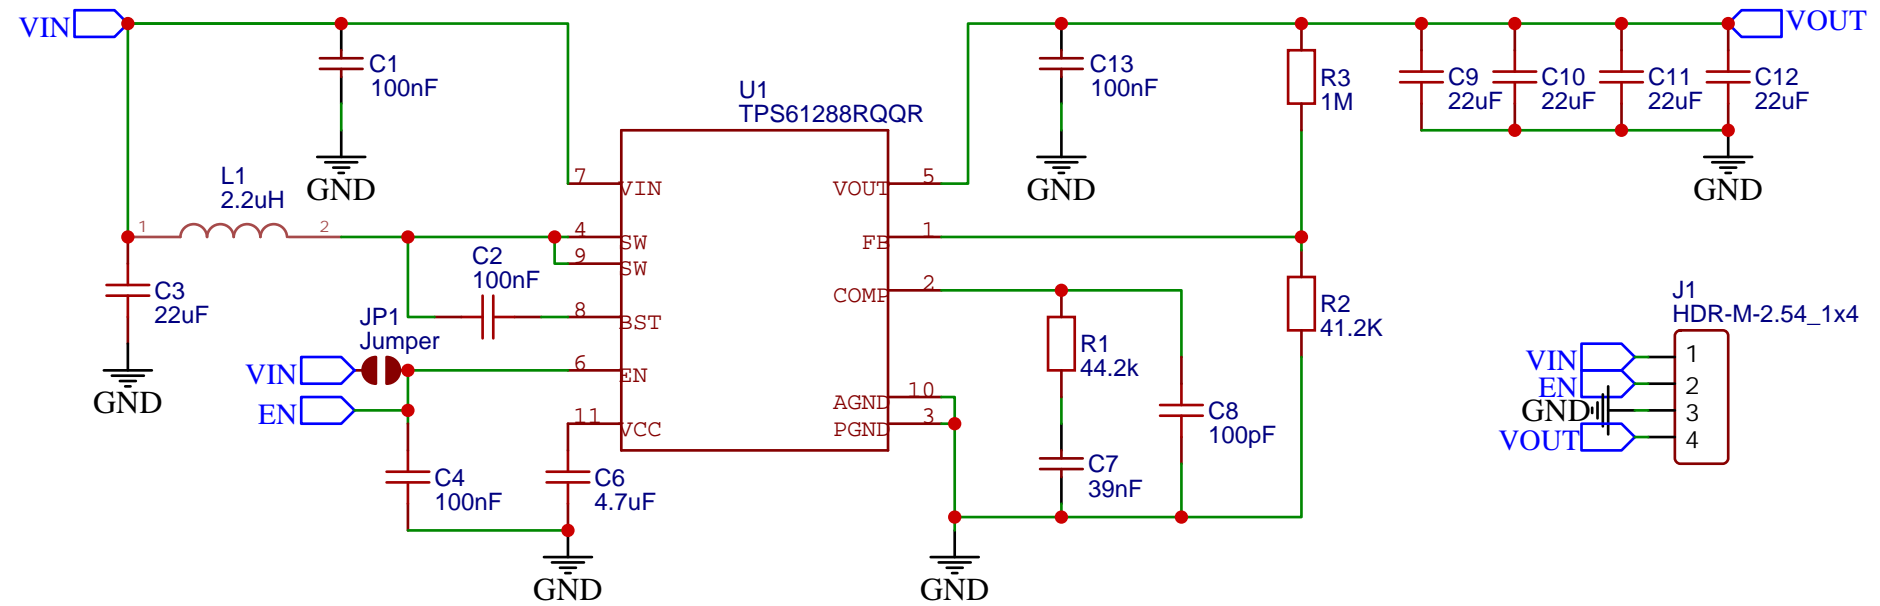 VIN
VOUT
C1
100nF
C13
100nF
R3
1M
C9
22uF
C10
22uF
C11
22uF
C12
22uF
U1
TPS61288RQQR
GND
GND
GND
L1
2.2uH
1
2
7
VIN
4
SW
9
SW
8
BST
6
EN
11
VCC
VOUT
5
FB
1
COMP
2
AGND
10
PGND
3
C2
100nF
C3
22uF
GND
JP1
Jumper
VIN
EN
C4
100nF
C6
4.7uF
GND
R1
44.2k
C7
39nF
C8
100pF
R2
41.2K
GND
J1
HDR-M-2.54_1x4
VIN
1
EN
2
GND
3
VOUT
4